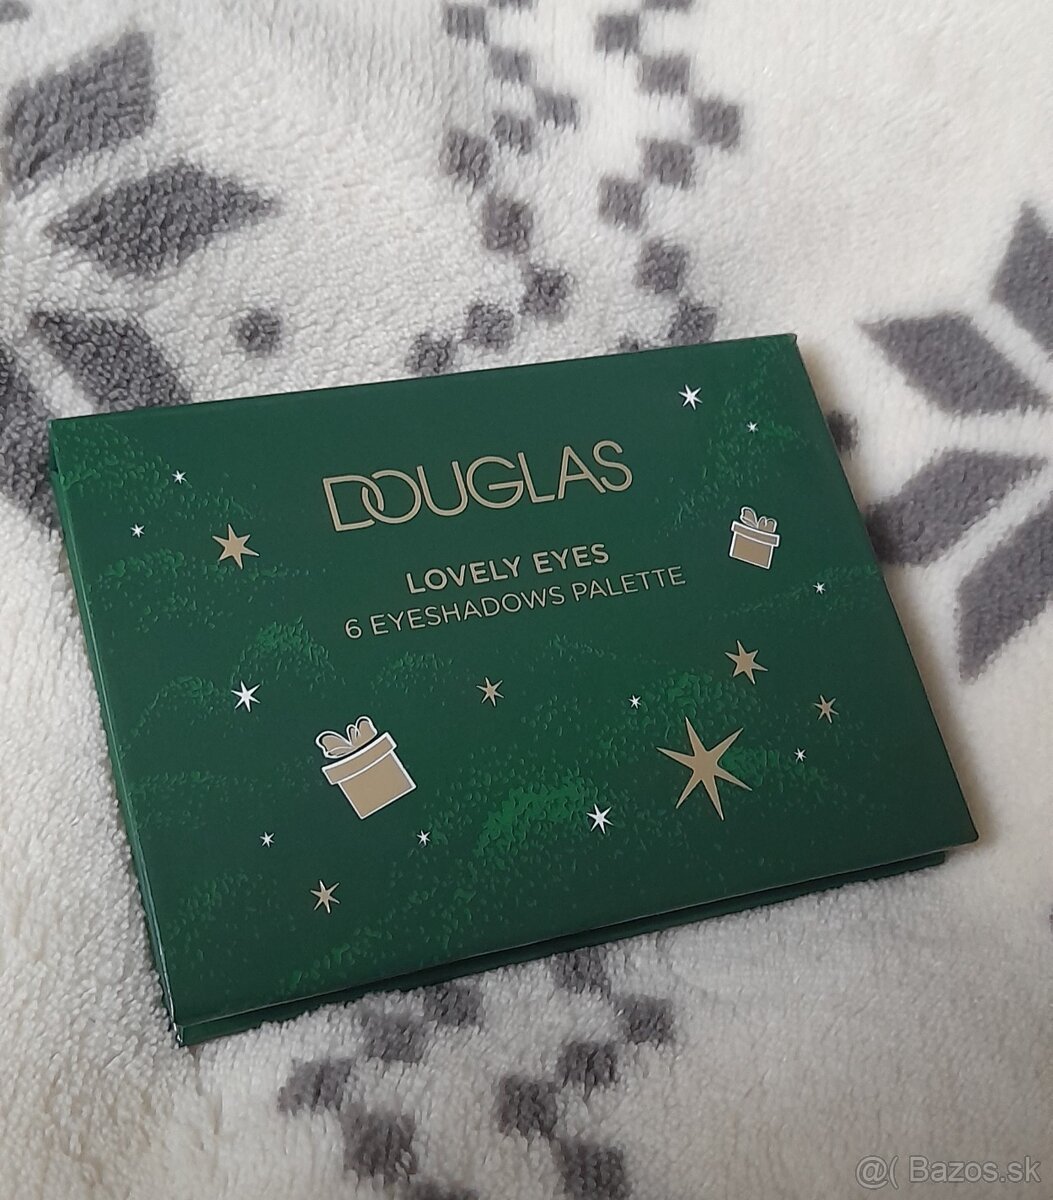 DOUGLAS
LOVELY EYES
6 EYESHADOWS PALETTE
@( Bazos.sk